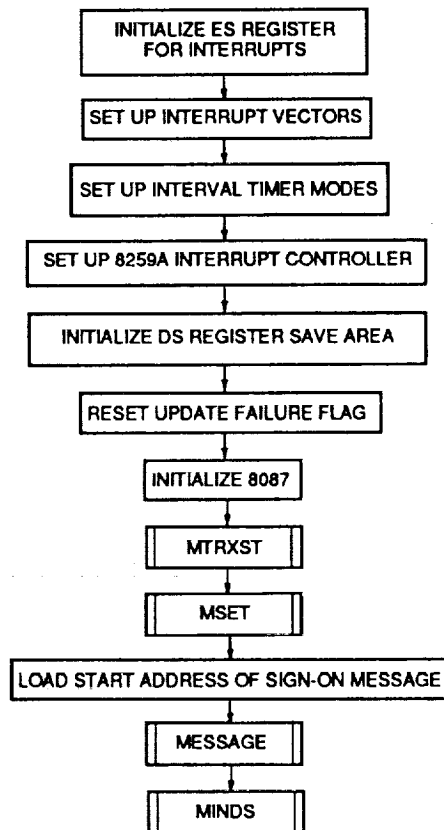 INITIALIZE ES REGISTER
FOR INTERRUPTS
SET UP INTERRUPT VECTORS
SET UP INTERVAL TIMER MODES
SET UP 8259A INTERRUPT CONTROLLER
INITIALIZE DS REGISTER SAVE AREA
RESET UPDATE FAILURE FLAG
INITIALIZE 8087
MTRXST
MSET
LOAD START ADDRESS OF SIGN-ON MESSAGE
MESSAGE
MINDS